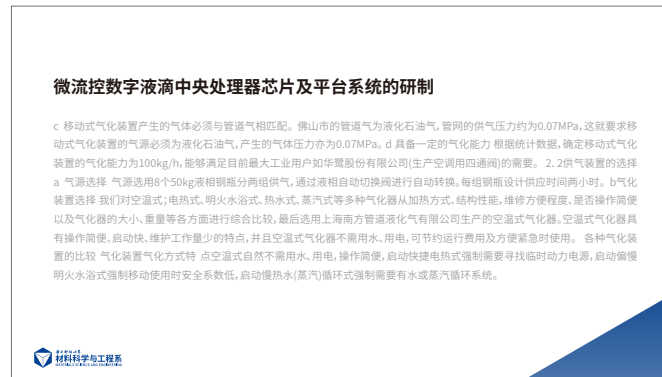 微流控数字液滴中央处理器芯片及平台系统的研制
c 移动式气化装置产生的气体必须与管道气相匹配。佛山市的管道气为液化石油气，管网的供气压力约为0.07MPa，这就要求移
动式气化装置的气源必须为液化石油气，产生的气体压力亦为0.07MPa。d 具备一定的气化能力 根据统计数据，确定移动式气化
装置的气化能力为100kg/h，能够满足目前最大工业用户如华鹭股份有限公司(生产空调用四通阀)的需要。 2. 2供气装置的选择
a 气源选择 气源选用8个50kg液相钢瓶分两组供气，通过液相自动切换阀进行自动转换。每组钢瓶设计供应时间两小时。 b气化
装置选择 我们对空温式；电热式、明火水浴式、热水式、蒸汽式等多种气化器从加热方式、结构性能，维修方便程度、是否操作简便
以及气化器的大小、重量等各方面进行综合比较，最后选用上海南方管道液化气有限公司生产的空温式气化器。空温式气化器具
有操作简便、启动快、维护工作量少的特点，并且空温式气化器不需用水、用电，可节约运行费用及方便紧急时使用。 各种气化装
置的比较 气化装置气化方式特 点空温式自然不需用水、用电，操作简便，启动快捷电热式强制需要寻找临时动力电源，启动偏慢
明火水浴式强制移动使用时安全系数低，启动慢热水(蒸汽)循环式强制需要有水或蒸汽循环系统。
材料科学与工程系
MATERIALS SCIENCE AND ENGINEERING